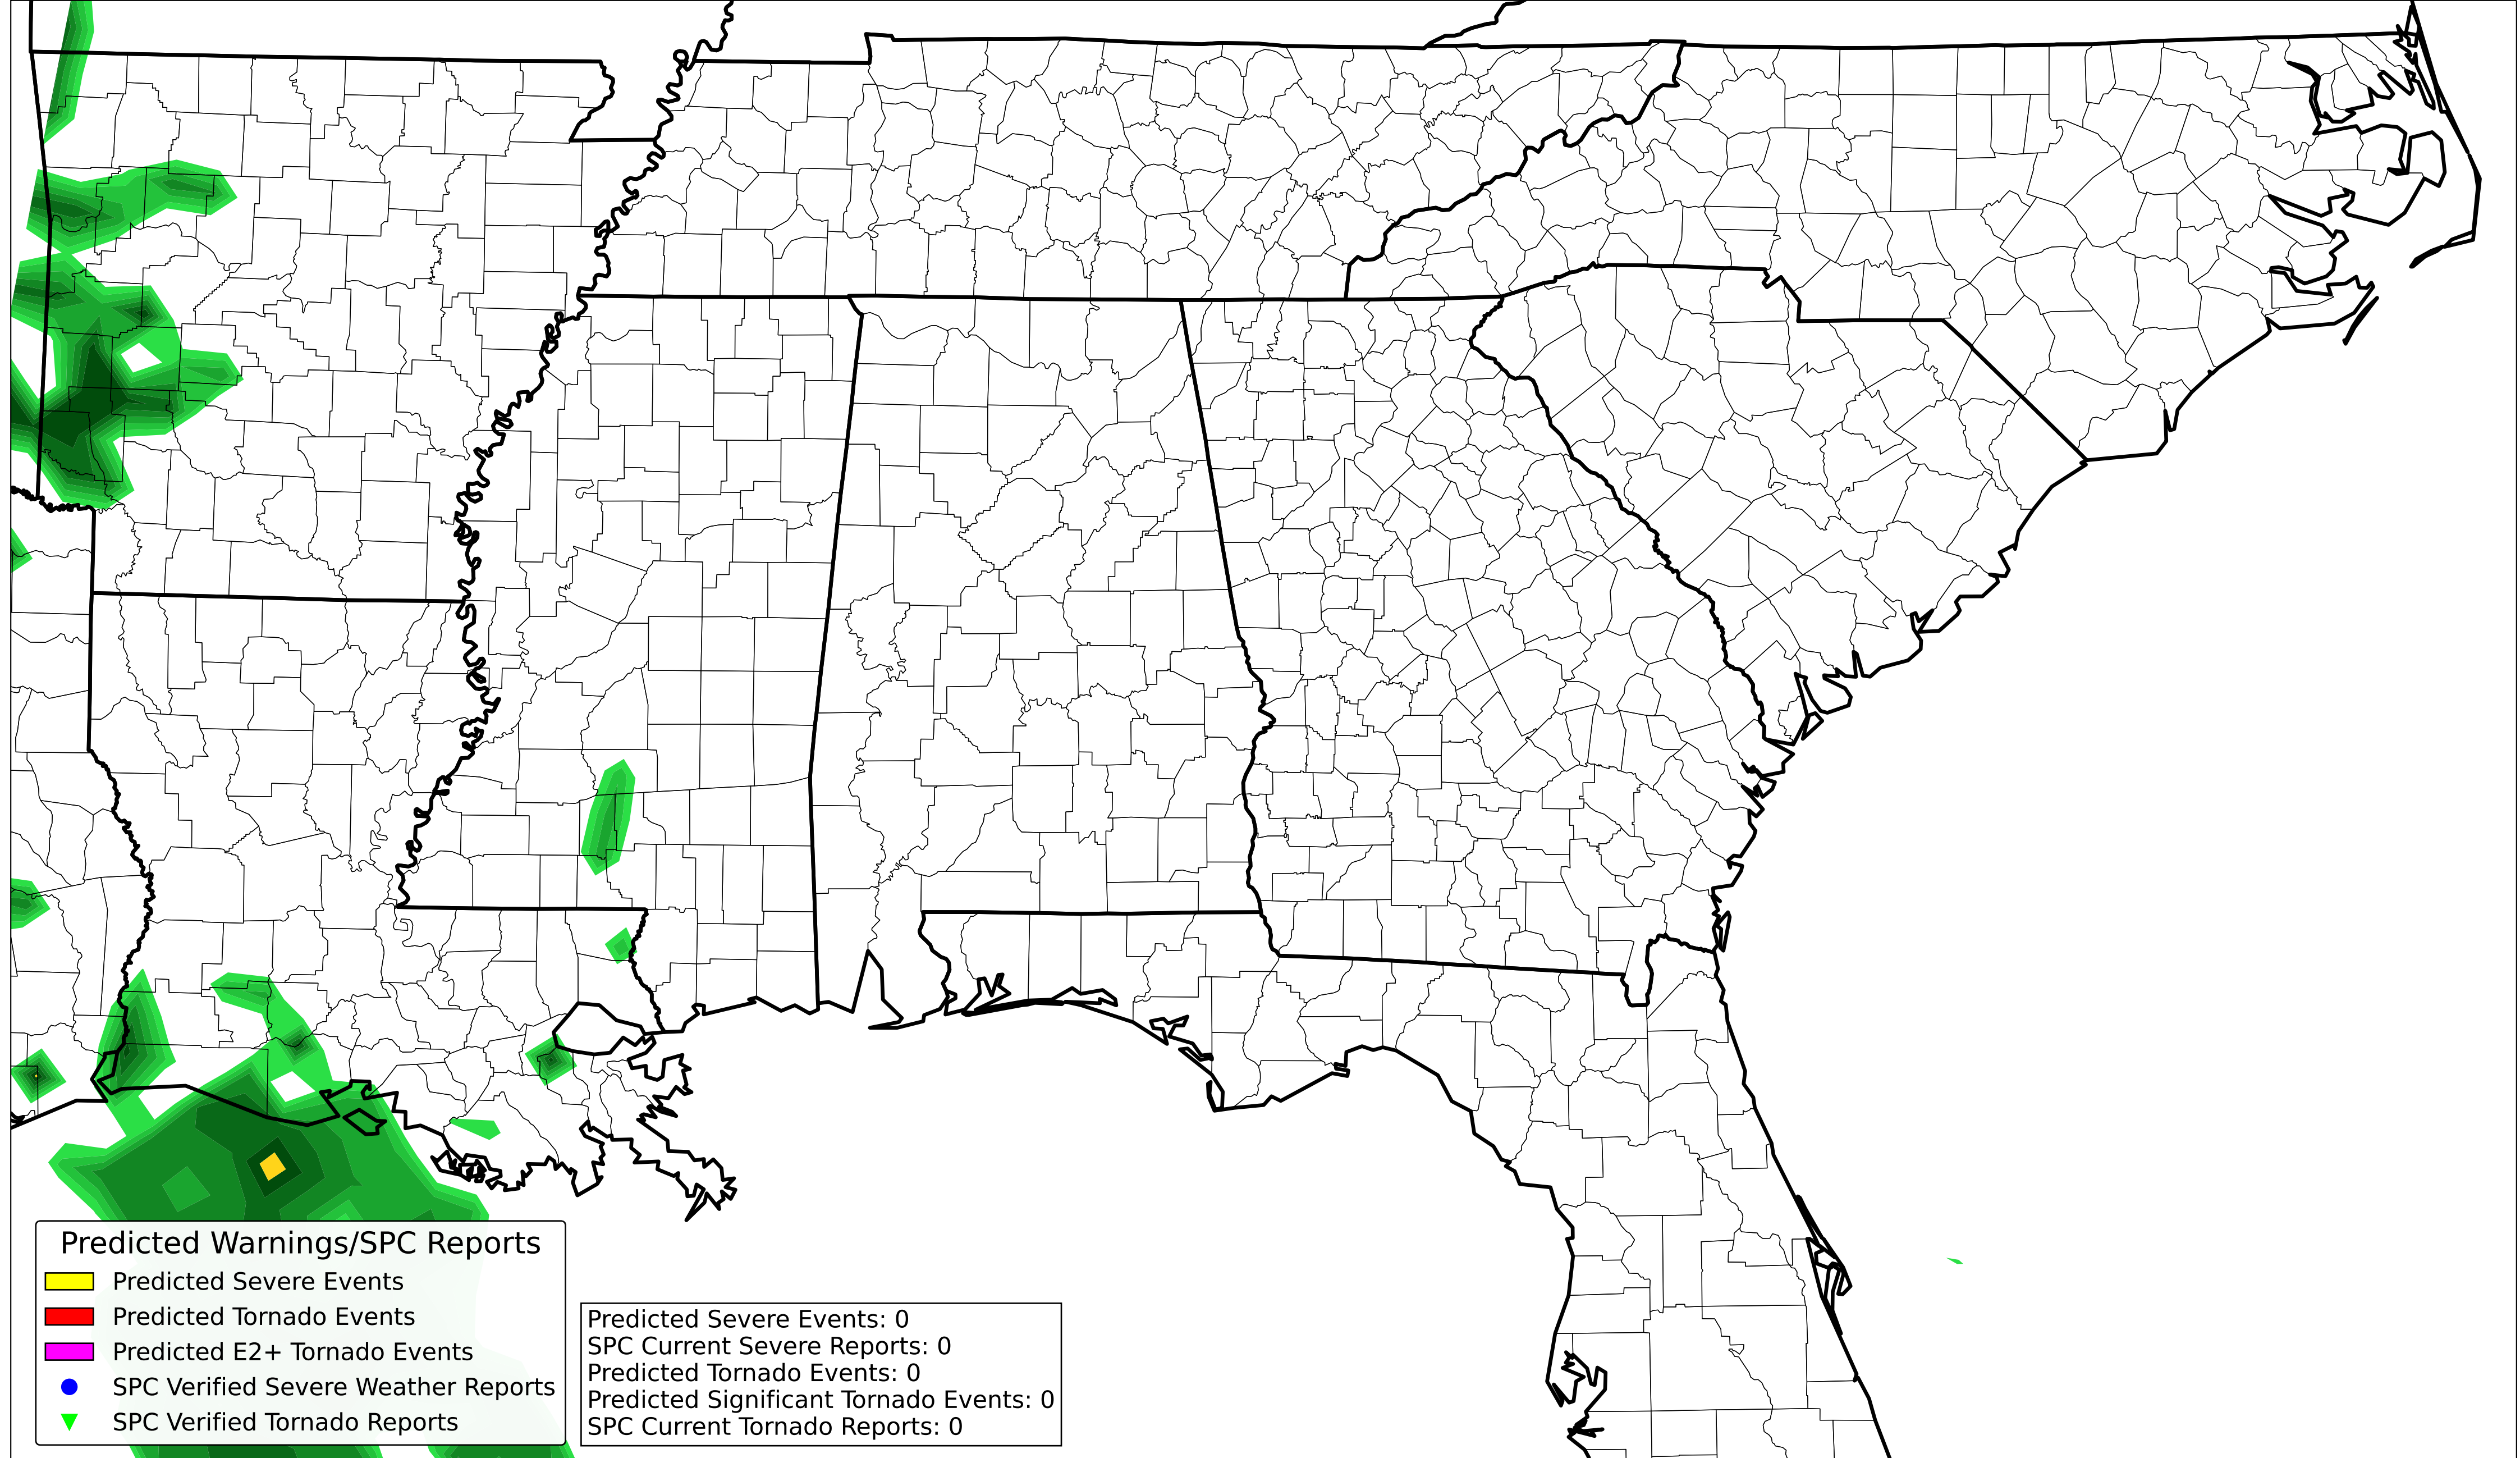 Predicted Warnings/SPC Reports
Predicted Severe Events
Predicted Tornado Events
Predicted E2+ Tornado Events
SPC Verified Severe Weather Reports
SPC Verified Tornado Reports
Predicted Severe Events: 0
SPC Current Severe Reports: 0
Predicted Tornado Events: 0
Predicted Significant Tornado Events: 0
SPC Current Tornado Reports: 0